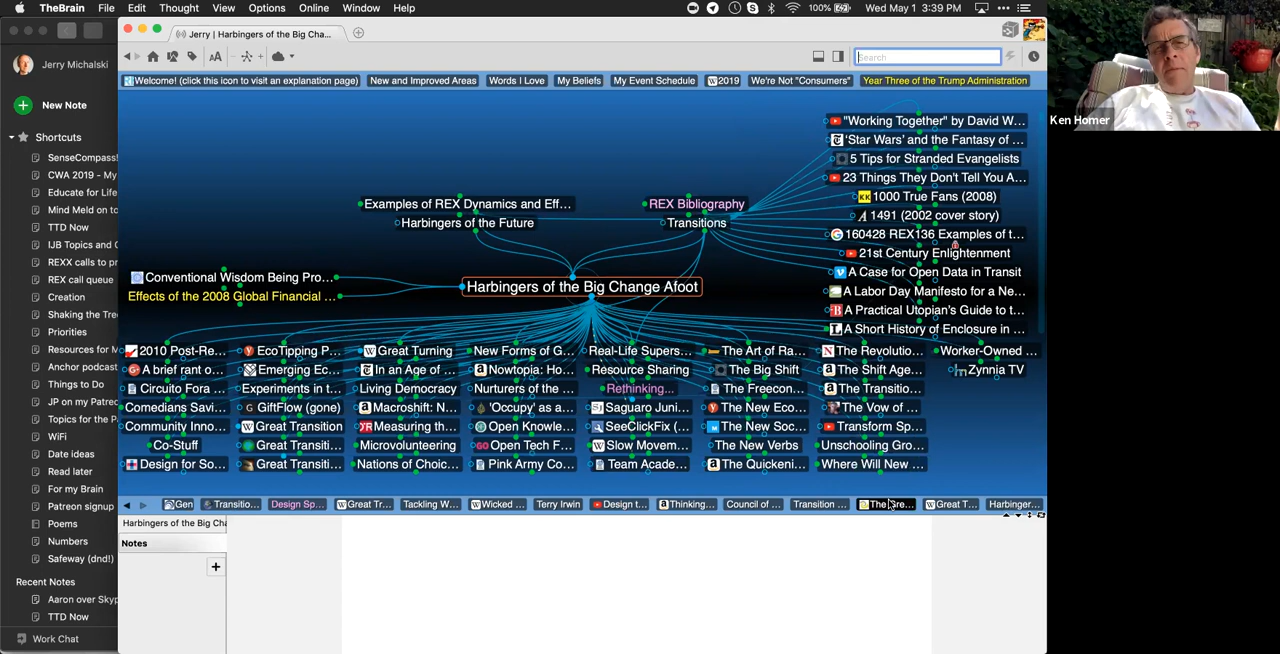 TheBrain File Edit Thought View Options Online Window Help
100% Wed May 1 3:39 PM
Jerry | Harbingers of the Big Cha...
Jerry Michalski
AA
Search
Welcome! (click this icon to visit an explanation page) New and Improved Areas Words I Love My Beliefs My Event Schedule 2019 We're Not "Consumers" Year Three of the Trump Administration
New Note
Shortcuts
SenseCompass!
CWA 2019 - My
Educate for Life
Mind Meld on to
TTD Now
IJB Topics and C
REXX calls to pr
REX call queue
Creation
Shaking the Tre
Priorities
Resources for M
Anchor podcast
Things to Do
JP on my Patreo
Topics for the P
WiFi
Date ideas
Read later
For my Brain
Patreon signup
Poems
Numbers
Safeway (dnd!)
Recent Notes
Aaron over Skyp
TTD Now
Work Chat
Ken Homer
"Working Together" by David W...
'Star Wars' and the Fantasy of ...
5 Tips for Stranded Evangelists
23 Things They Don't Tell You A...
1000 True Fans (2008)
1491 (2002 cover story)
160428 REX136 Examples of t...
21st Century Enlightenment
A Case for Open Data in Transit
A Labor Day Manifesto for a Ne...
A Practical Utopian's Guide to t...
A Short History of Enclosure in ...
Examples of REX Dynamics and Eff...
Harbingers of the Future
REX Bibliography
Transitions
Conventional Wisdom Being Pro...
Effects of the 2008 Global Financial ...
Harbingers of the Big Change Afoot
2010 Post-Re... EcoTipping P... Great Turning New Forms of G... Real-Life Supers... The Art of Ra... The Revolutio... Worker-Owned ...
A brief rant o... Emerging Ec... In an Age of ... Nowtopia: Ho... Resource Sharing The Big Shift The Shift Age... Zynnia TV
Circuito Fora ... Experiments in t... Living Democracy Nurturers of the... Rethinking... The Freecon... The Transitio...
Comedians Savi... GiftFlow (gone) Macroshift: N... 'Occupy' as a... Saguaro Juni... The New Eco... The Vow of ...
Community Inno... Great Transition Measuring th... Open Knowle... SeeClickFix (... The New Soc... Transform Sp...
Co-Stuff Great Transiti... Microvolunteering Open Tech F... Slow Movem... The New Verbs Unschooling Gro...
Design for So... Great Transiti... Nations of Choic... Pink Army Co... Team Acade... The Quickeni... Where Will New ...
Gen Transitio... Design Sp... Great Tr... Tackling W... Wicked ... Terry Irwin Design t... Thinking... Council of ... Transition ... The Gre... Great T... Harbinger...
Harbingers of the Big Cha
Notes